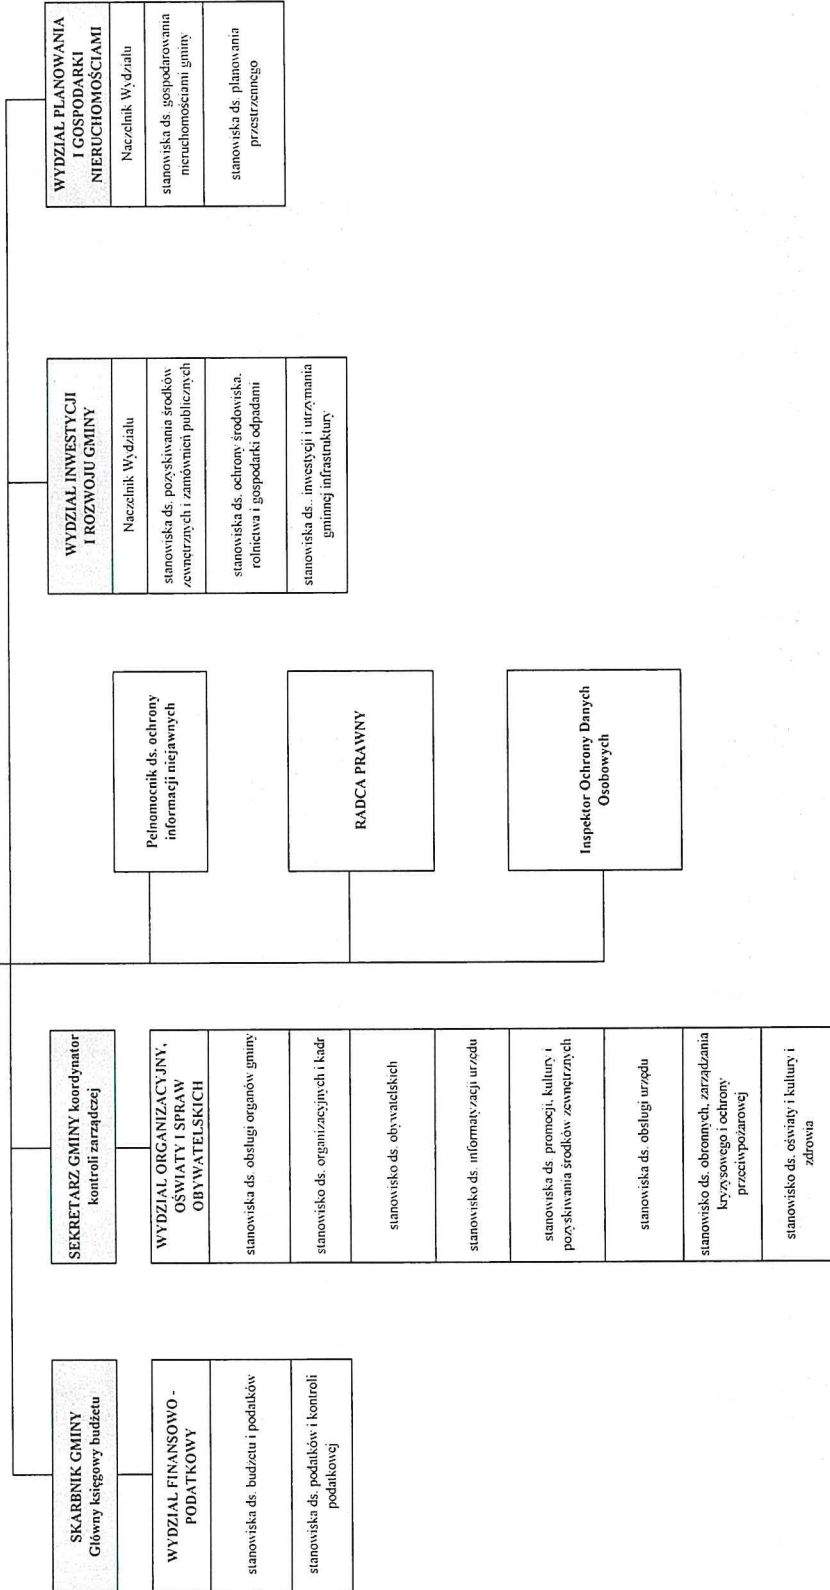 SKARBNIK GMINY
Główny księgowy budżetu
WYDZIAŁ FINANSOWO -
PODATKOWY
stanowiska ds. budżetu i podatków
stanowiska ds. podatków i kontroli
podatkowej
SEKRETARZ GMINY koordynator
kontroli zarządczej
WYDZIAŁ ORGANIZACYJNY,
OŚWIATY I SPRAW
OBYWATELSKICH
stanowiska ds. obsługi organów gminy
stanowisko ds. organizacyjnych i kadr
stanowisko ds. obywatelskich
stanowisko ds. informatyzacji urzędu
stanowiska ds. promocji, kultury i
pozyskiwania środków zewnętrznych
stanowiska ds. obsługi urzędu
stanowisko ds. obronnych, zarządzania
kryzysowego i ochrony
przeciwpożarowej
stanowisko ds. oświaty i kultury i
zdrowia
Pełnomocnik ds. ochrony
informacji niejawnych
RADCA PRAWNY
Inspektor Ochrony Danych
Osobowych
WYDZIAŁ INWESTYCJI
I ROZWOJU GMINY
Naczelnik Wydziału
stanowiska ds. pozyskiwania środków
zewnętrznych i zamównień publicznych
stanowiska ds. ochrony środowiska.
rolnictwa i gospodarki odpadami
stanowiska ds.. inwestycji i utrzymania
gminnej infrastruktury
WYDZIAŁ PLANOWANIA
I GOSPODARKI
NIERUCHOMOŚCIAMI
Naczelnik Wydziału
stanowiska ds. gospodarowania
nieruchomościami gminy
stanowiska ds. planowania
przestrzennego